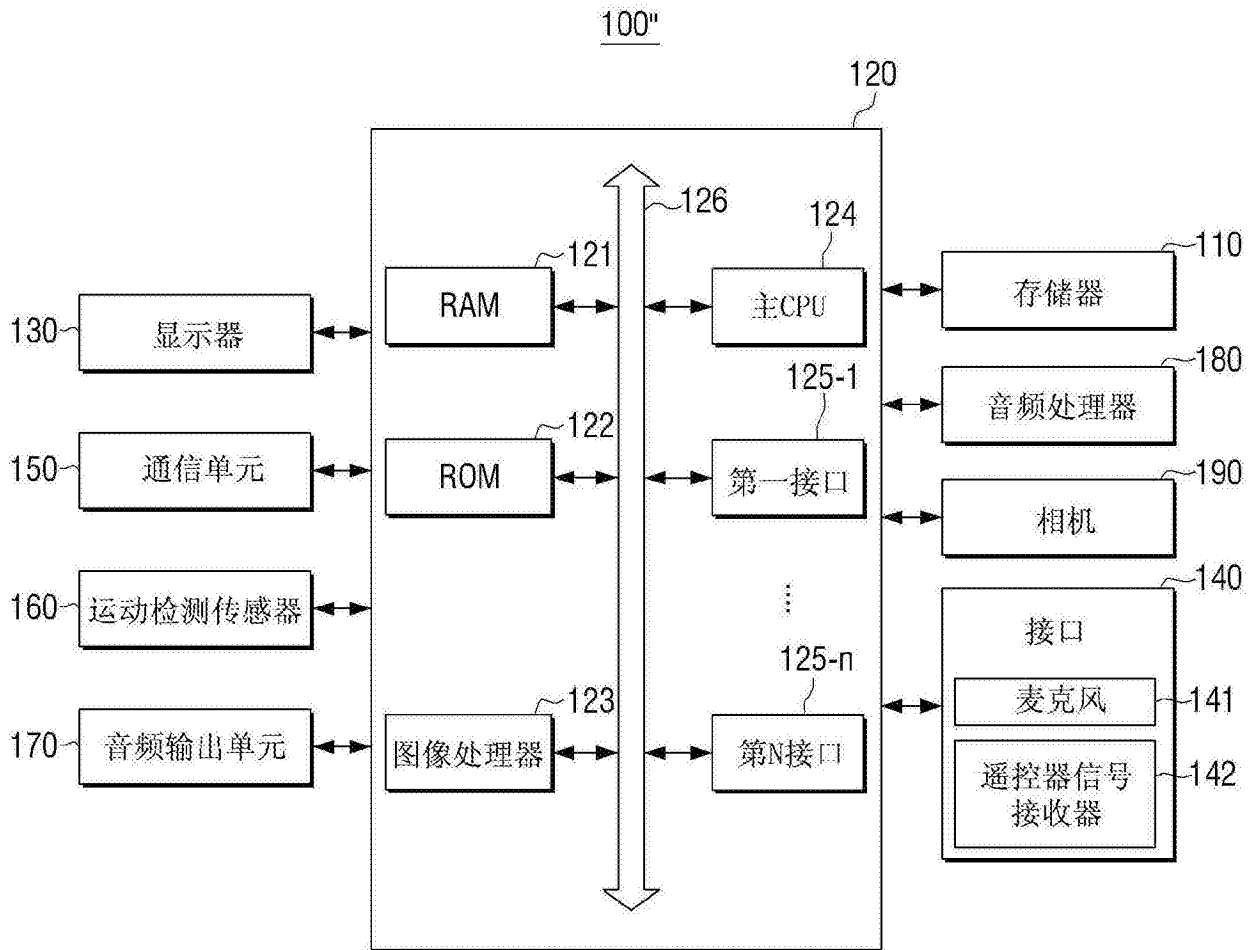 100"
120
126
121
RAM
124
主CPU
110
存储器
130
显示器
180
音频处理器
125-1
第一接口
122
ROM
150
通信单元
190
相机
160
运动检测传感器
140
接口
125-n
第N接口
123
图像处理器
170
音频输出单元
麦克风
141
遥控器信号
接收器
142